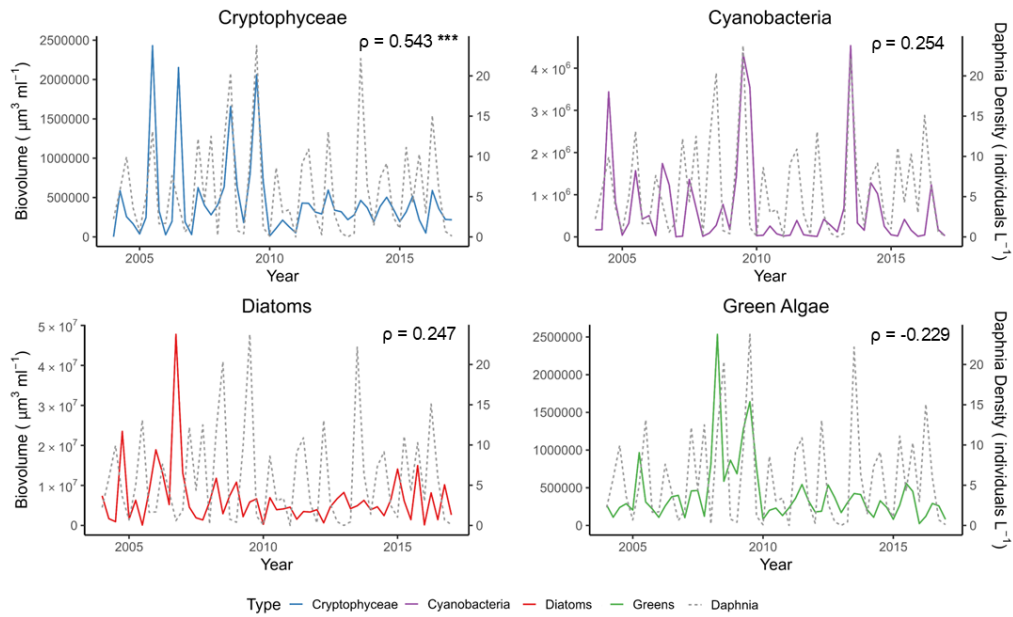 Cryptophyceae
ρ = 0.543 ***
Biovolume ( µm³ ml⁻¹)
2500000
2000000
1500000
1000000
500000
0
2005
2010
2015
Year
20
15
10
5
0
Cyanobacteria
ρ = 0.254
4 × 10⁶
3 × 10⁶
2 × 10⁶
1 × 10⁶
0
2005
2010
2015
Year
20
15
10
5
0
Daphnia Density ( individuals L⁻¹)
Diatoms
ρ = 0.247
Biovolume ( µm³ ml⁻¹)
5 × 10⁷
4 × 10⁷
3 × 10⁷
2 × 10⁷
1 × 10⁷
0
2005
2010
2015
Year
20
15
10
5
0
Green Algae
ρ = -0.229
2500000
2000000
1500000
1000000
500000
0
2005
2010
2015
Year
20
15
10
5
0
Daphnia Density ( individuals L⁻¹)
Type Cryptophyceae Cyanobacteria Diatoms Greens Daphnia